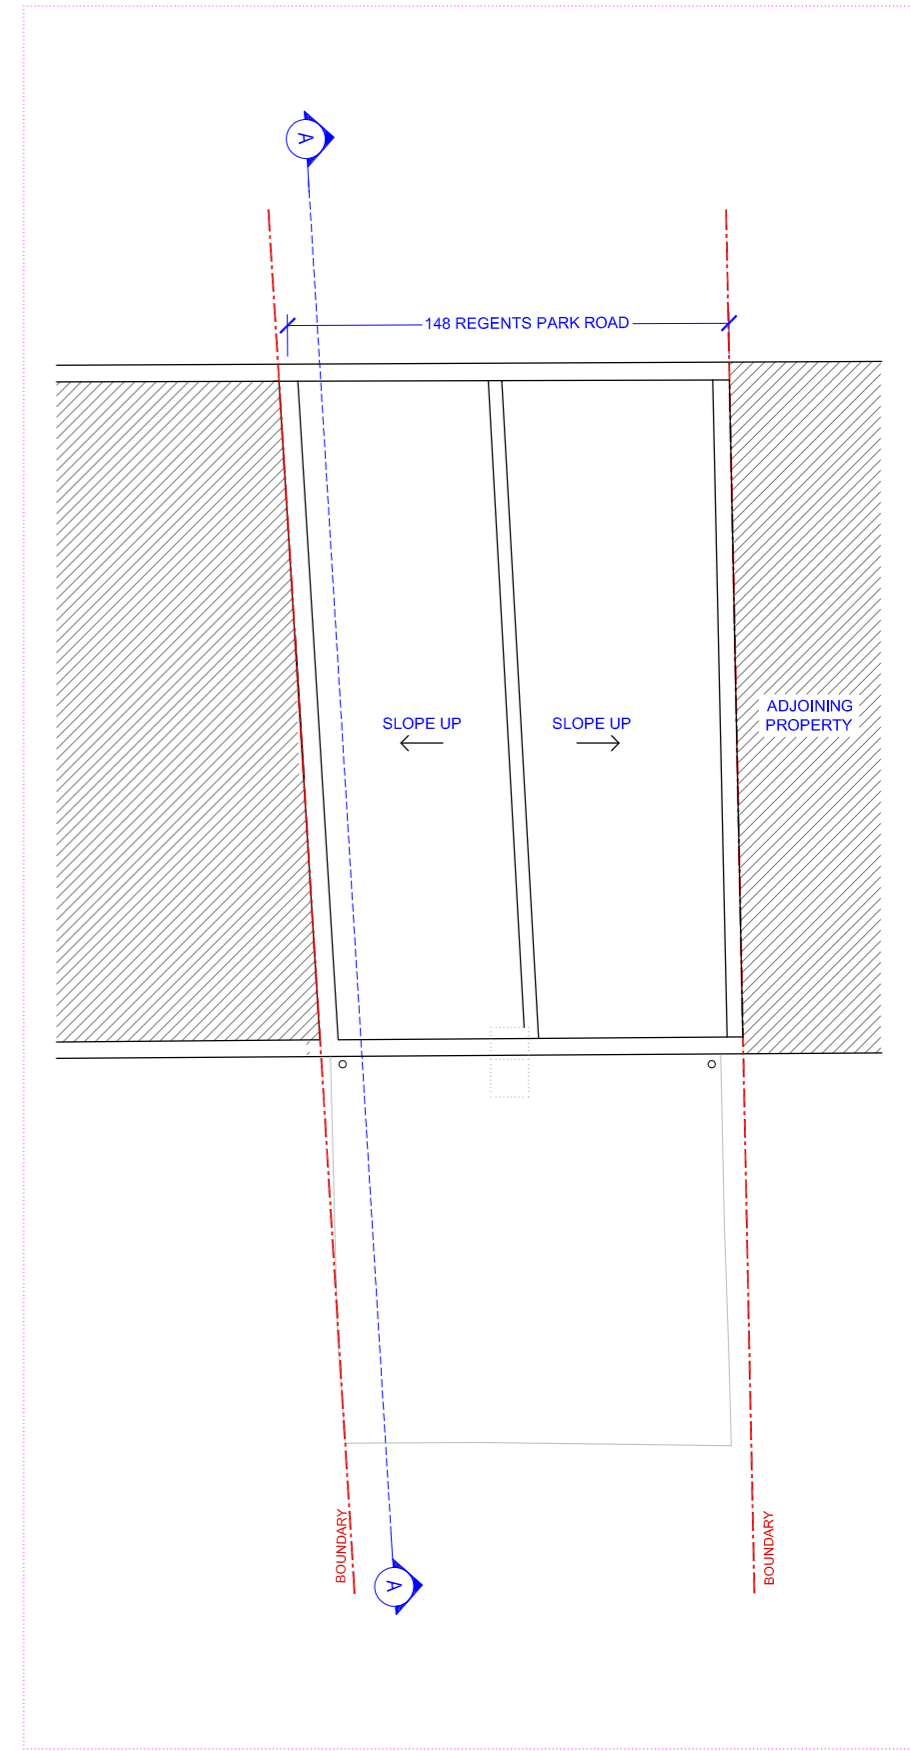 A
148 REGENTS PARK ROAD
SLOPE UP
SLOPE UP
ADJOINING
PROPERTY
BOUNDARY
BOUNDARY
A